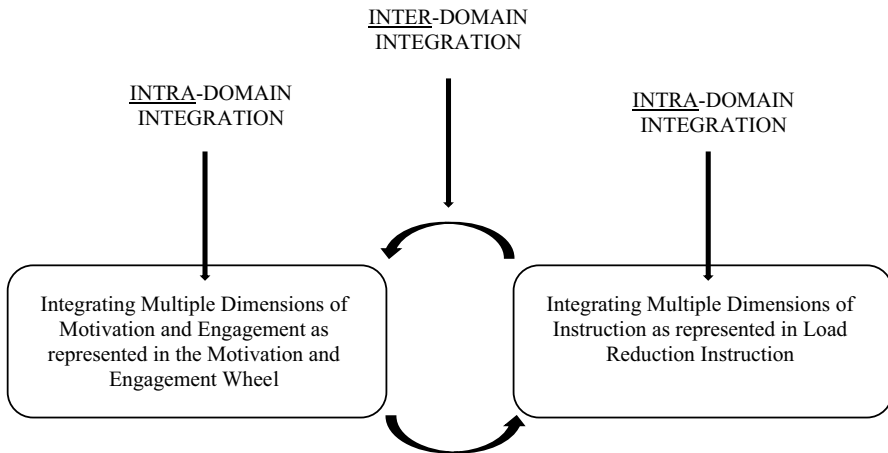 INTER-DOMAIN
INTEGRATION
INTRA-DOMAIN
INTEGRATION
INTRA-DOMAIN
INTEGRATION
Integrating Multiple Dimensions of
Motivation and Engagement as
represented in the Motivation and
Engagement Wheel
Integrating Multiple Dimensions of
Instruction as represented in Load
Reduction Instruction